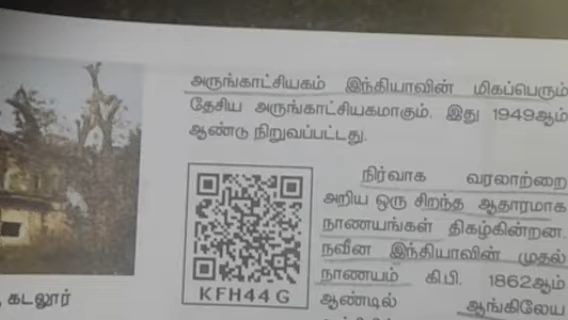 அருங்காட்சியகம் இந்தியாவின் மிகப்பெரும்
தேசிய அருங்காட்சியகமாகும். இது 1949ஆம்
ஆண்டு நிறுவப்பட்டது.
நிர்வாக வரலாற்றை
அறிய ஒரு சிறந்த ஆதாரமாக
நாணயங்கள் திகழ்கின்றன.
நவீன இந்தியாவின் முதல்
நாணயம் கி.பி. 1862ஆம்
ஆண்டில் ஆங்கிலேய
KFH44G
கடலூர்